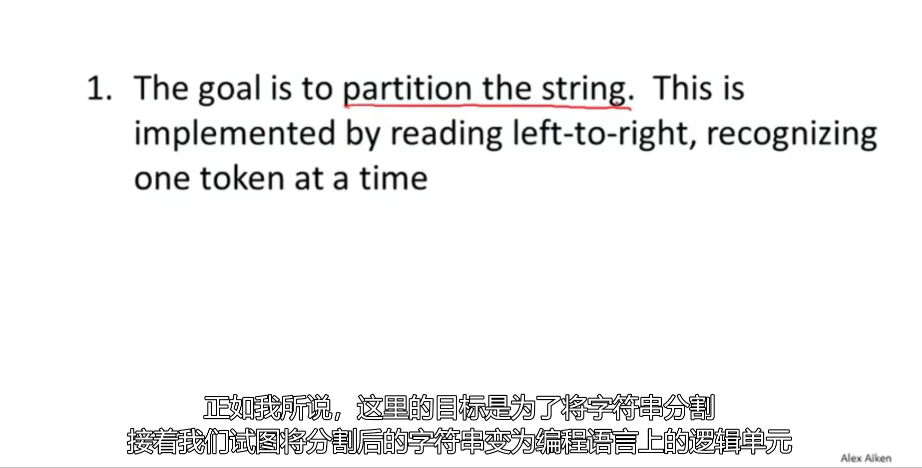 1. The goal is to partition the string. This is
implemented by reading left-to-right, recognizing
one token at a time
正如我所说，这里的目标是为了将字符串分割
接着我们试图将分割后的字符串变为编程语言上的逻辑单元
Alex Aiken